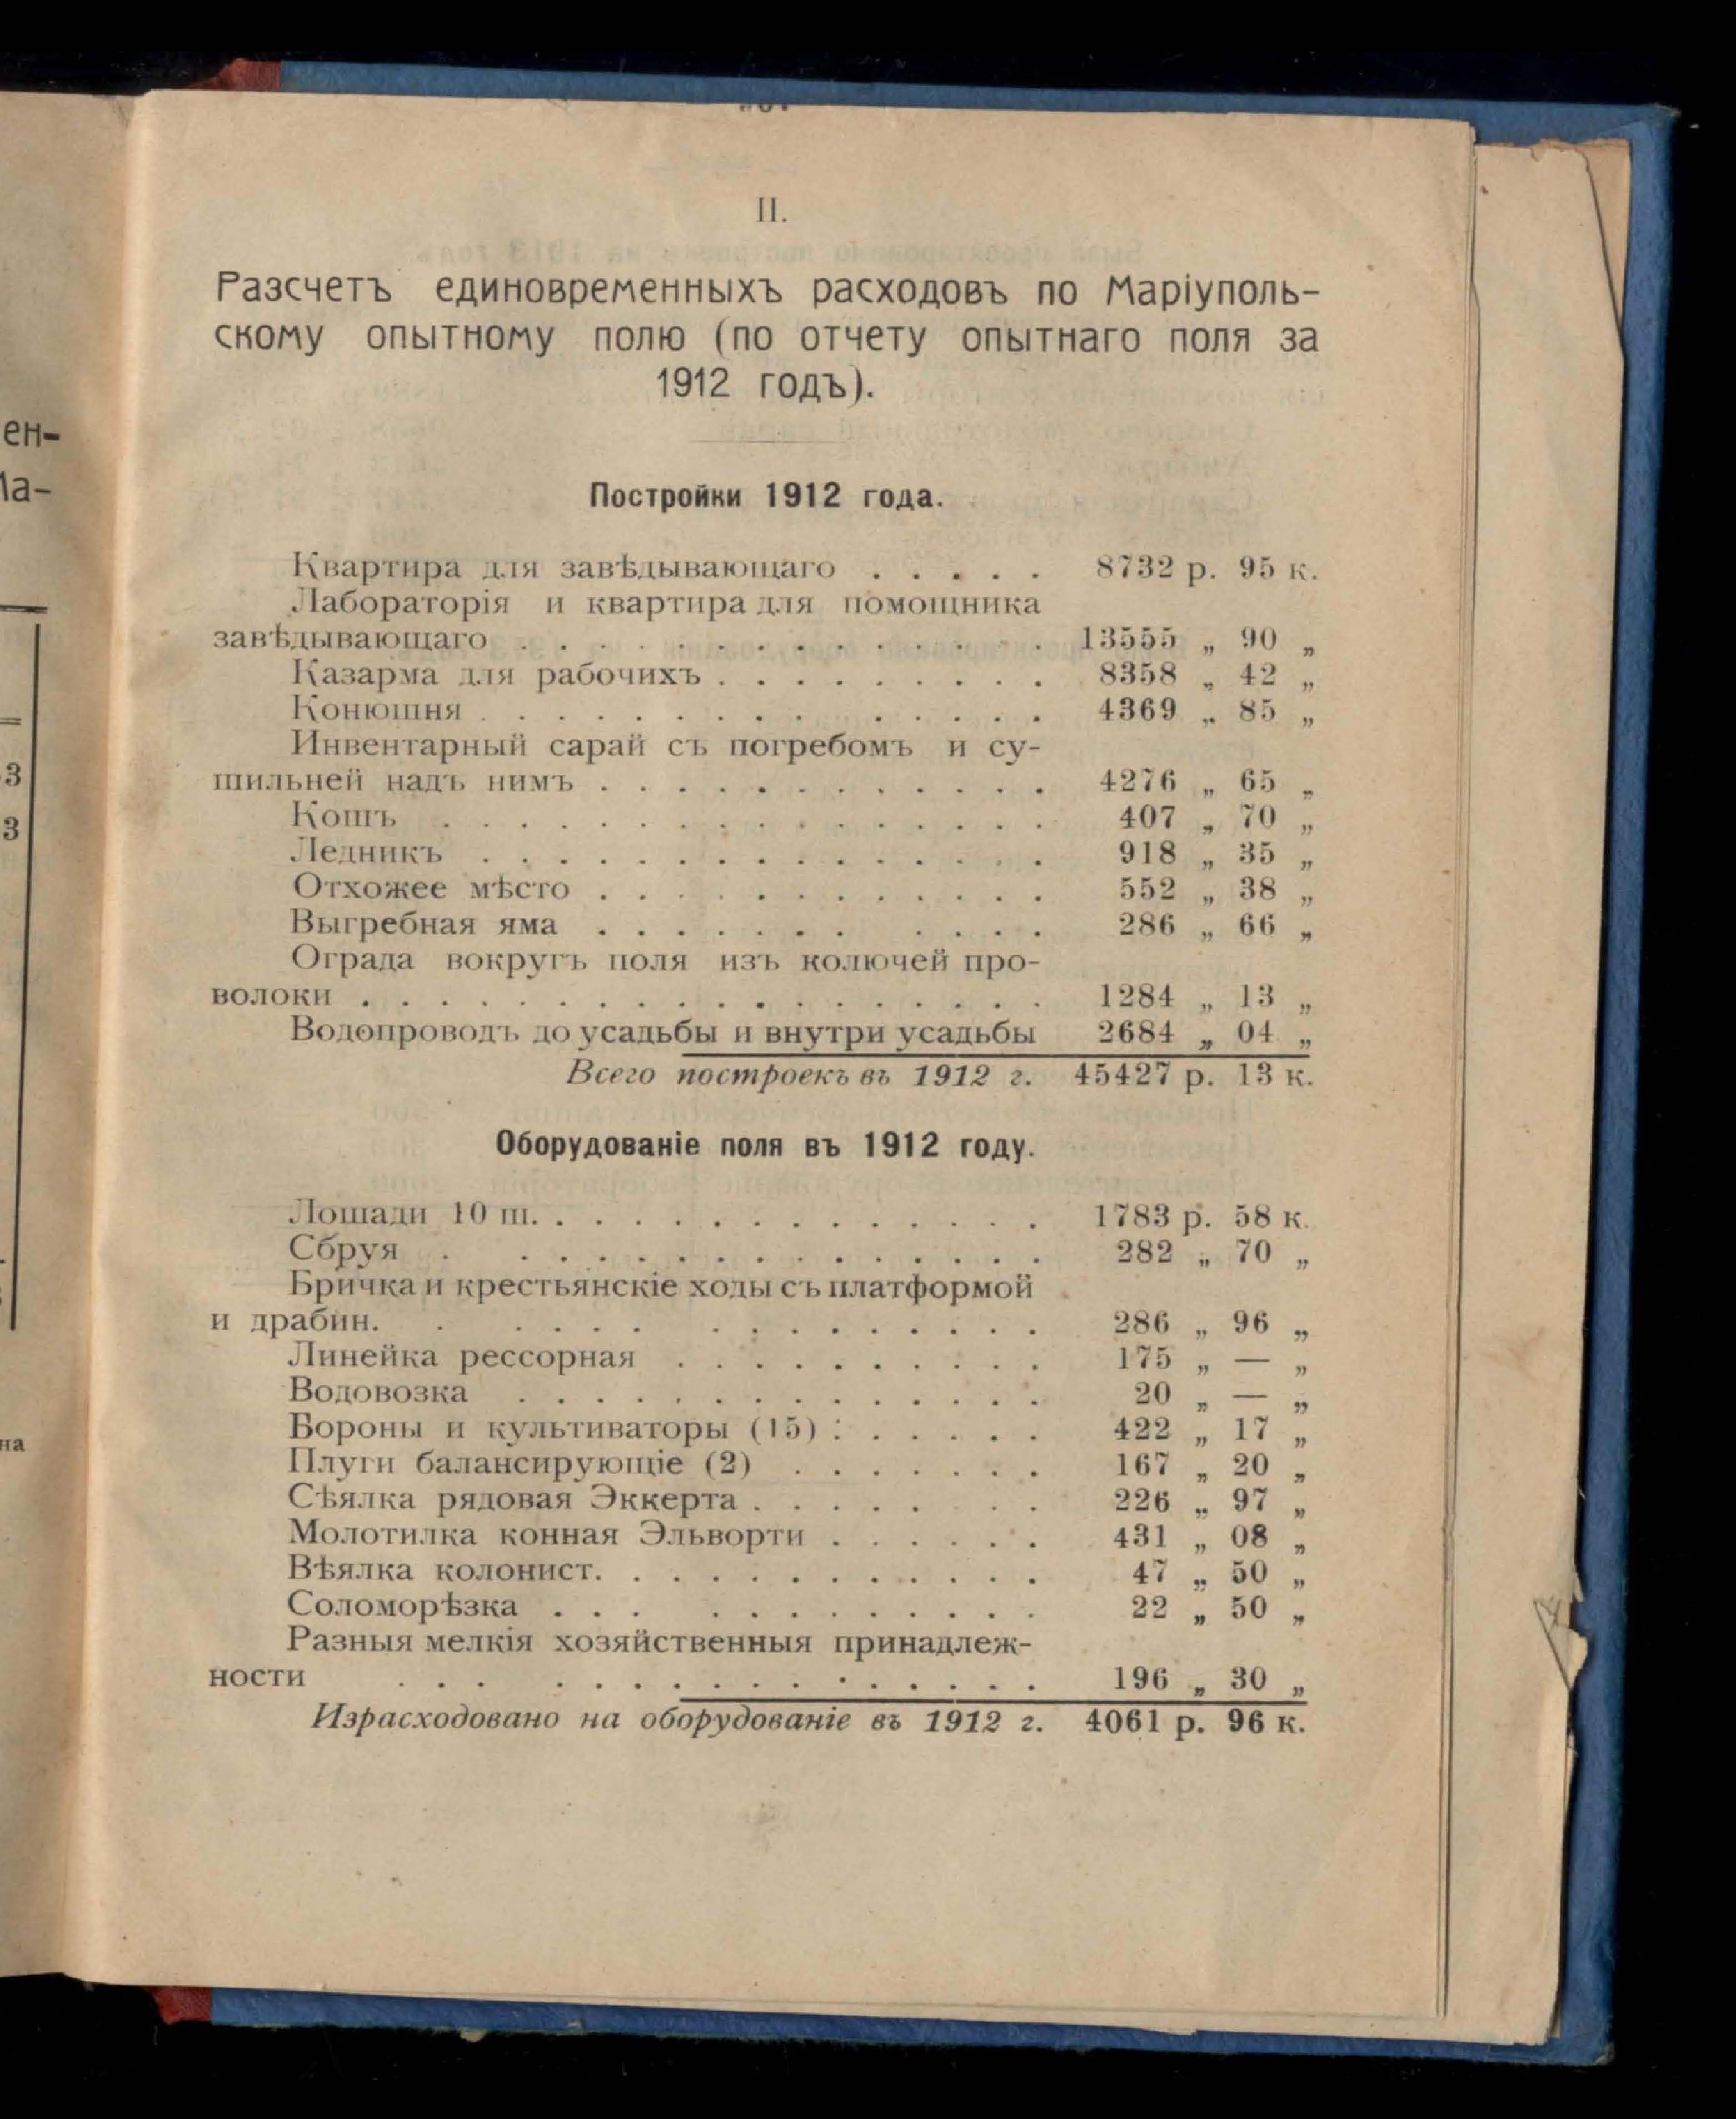 II.
Разсчетъ единовременныхъ расходовъ по Маріуполь-
скому опытному полю (по отчету опытнаго поля за
1912 годъ).
Постройки 1912 года.
Квартира для завѣдывающаго . . . . . 8732 р. 95 к.
Лабораторія и квартира для помощника
завѣдывающаго . . . . . . . . . . . . . . 13555 „ 90 „
Казарма для рабочихъ . . . . . . . . . 8358 „ 42 „
Конюшня . . . . . . . . . . . . . . 4369 „ 85 „
Инвентарный сарай съ погребомъ и су-
шильней надъ нимъ . . . . . . . . . . . . 4276 „ 65 „
Кошъ . . . . . . . . . . . . . . . . 407 „ 70 „
Ледникъ . . . . . . . . . . . . . . . 918 „ 35 „
Отхожее мѣсто . . . . . . . . . . . . 552 „ 38 „
Выгребная яма . . . . . . . . . . . 286 „ 66 „
Ограда вокругъ поля изъ колючей про-
волоки . . . . . . . . . . . . . . . . . . 1284 „ 13 „
Водопроводъ до усадьбы и внутри усадьбы 2684 „ 04 „
Всего построекъ въ 1912 г. 45427 р. 13 к.
Оборудованіе поля въ 1912 году.
Лошади 10 ш. . . . . . . . . . . . . . 1783 р. 58 к.
Сбруя . . . . . . . . . . . . . . . 282 „ 70 „
Бричка и крестьянскіе ходы съ платформой
и драбин. . . . . . . . . . . . . . . 286 „ 96 „
Линейка рессорная . . . . . . . . . . 175 „ — „
Водовозка . . . . . . . . . . . . . . 20 „ — „
Бороны и культиваторы (15) : . . . . . 422 „ 17 „
Плуги балансирующіе (2) . . . . . . . 167 „ 20 „
Сѣялка рядовая Эккерта . . . . . . . . 226 „ 97 „
Молотилка конная Эльворти . . . . . . 431 „ 08 „
Вѣялка колонист. . . . . . . . . . . . 47 „ 50 „
Соломорѣзка . . . . . . . . . . . . 22 „ 50 „
Разныя мелкія хозяйственныя принадлеж-
ности . . . . . . . . . . . . . . . . 196 „ 30 „
Израсходовано на оборудованіе въ 1912 г. 4061 р. 96 к.
ен-
Ма-
3
3
на